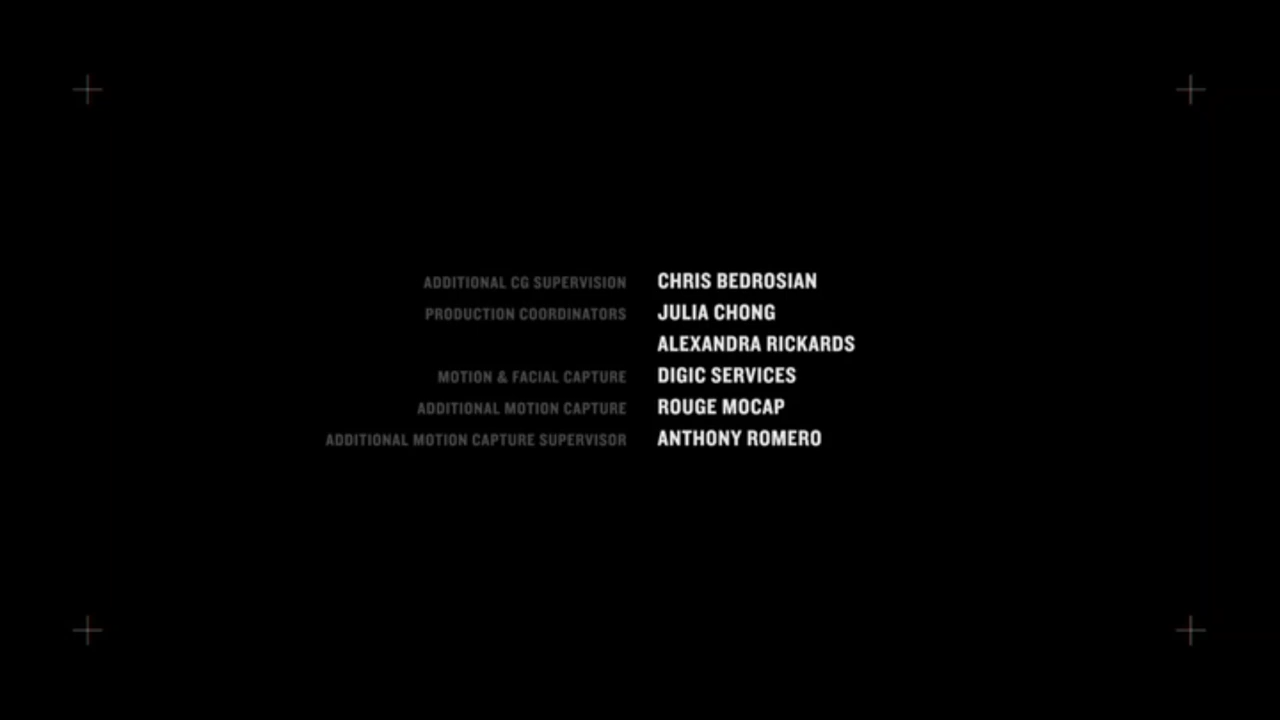 ADDITIONAL CG SUPERVISION CHRIS BEDROSIAN
PRODUCTION COORDINATORS JULIA CHONG
ALEXANDRA RICKARDS
MOTION & FACIAL CAPTURE DIGIC SERVICES
ADDITIONAL MOTION CAPTURE ROUGE MOCAP
ADDITIONAL MOTION CAPTURE SUPERVISOR ANTHONY ROMERO